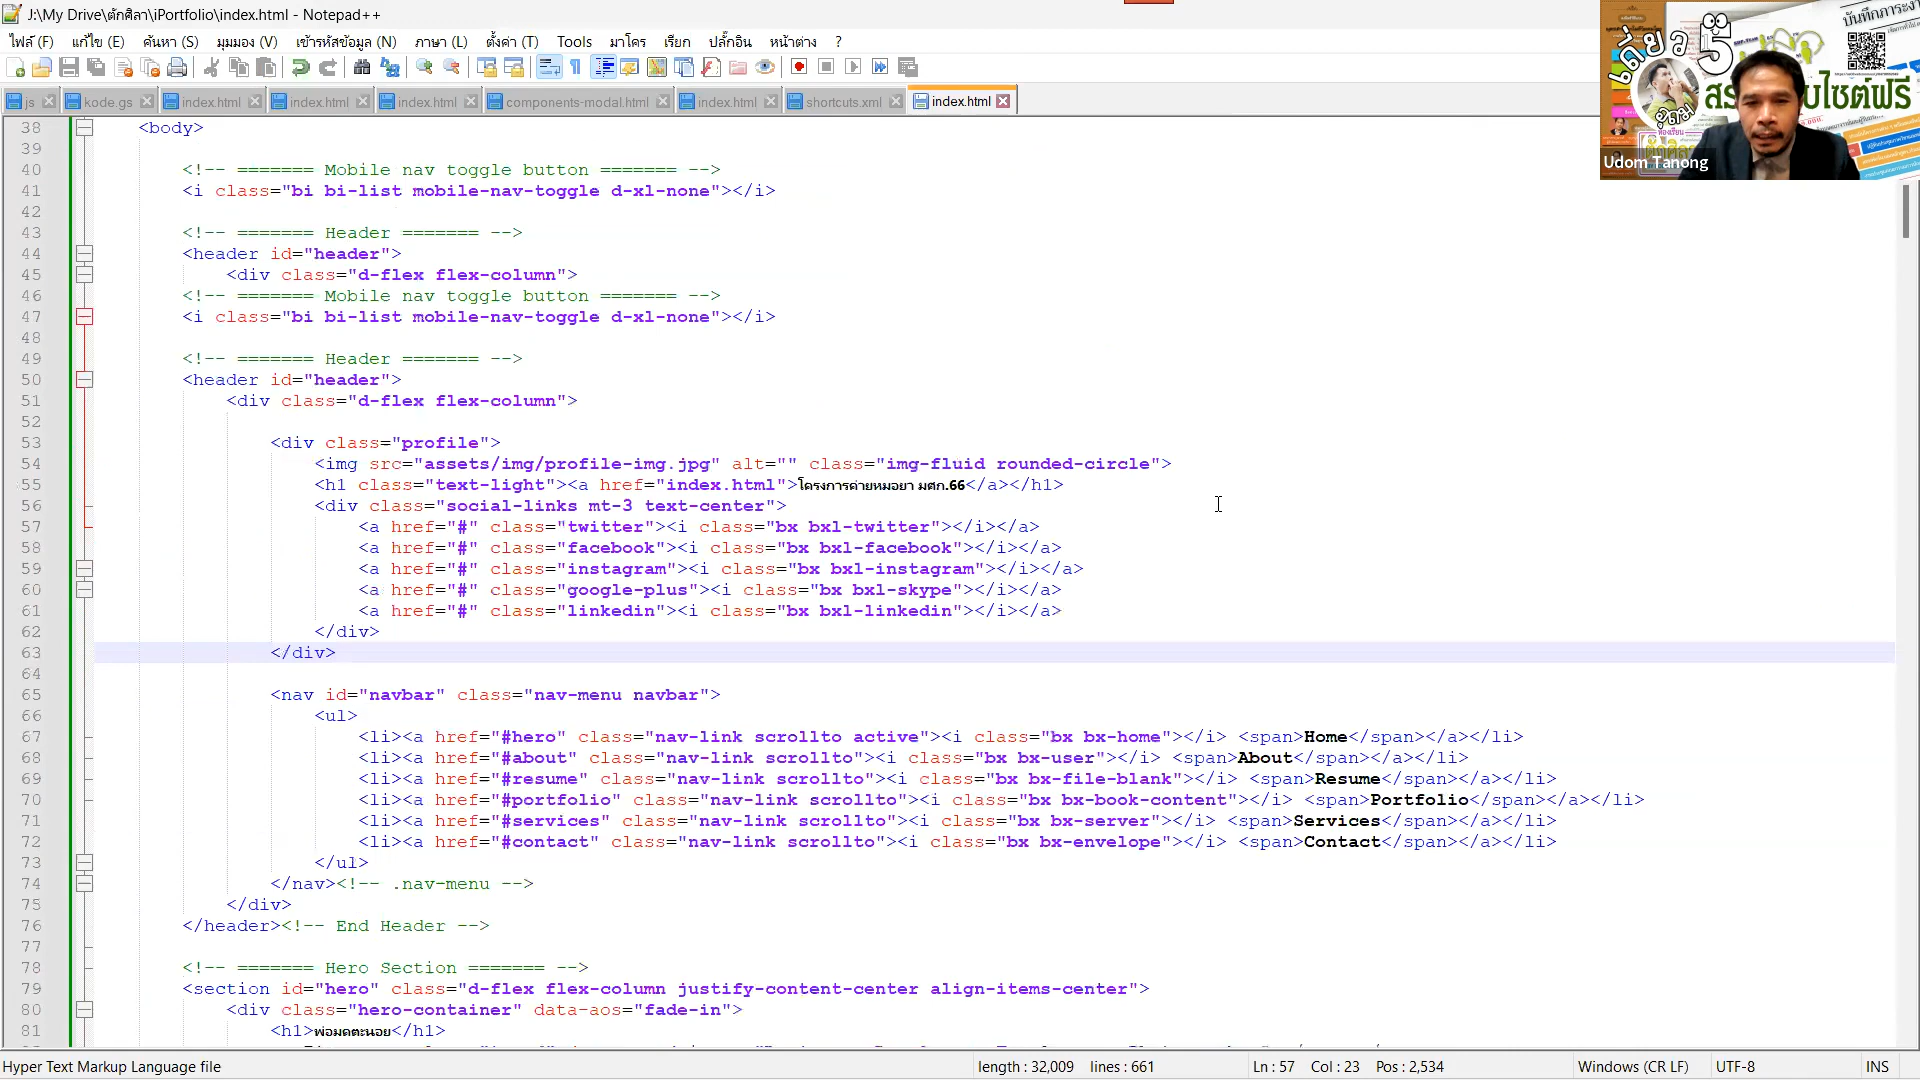 J:\My Drive\ตักศิลา\iPortfolio\index.html - Notepad++
ไฟล์ (F) แก้ไข (E) ค้นหา (S) มุมมอง (V) เข้ารหัสข้อมูล (N) ภาษา (L) ตั้งค่า (T) Tools มาโคร เรียก ปลั๊กอิน หน้าต่าง ?
js kode.gs index.html index.html index.html components-modal.html index.html shortcuts.xml index.html
38 <body>
39
40 <!-- ======= Mobile nav toggle button ======= -->
41 <i class="bi bi-list mobile-nav-toggle d-xl-none"></i>
42
43 <!-- ======= Header ======= -->
44 <header id="header">
45 <div class="d-flex flex-column">
46 <!-- ======= Mobile nav toggle button ======= -->
47 <i class="bi bi-list mobile-nav-toggle d-xl-none"></i>
48
49 <!-- ======= Header ======= -->
50 <header id="header">
51 <div class="d-flex flex-column">
52
53 <div class="profile">
54 <img src="assets/img/profile-img.jpg" alt="" class="img-fluid rounded-circle">
55 <h1 class="text-light"><a href="index.html">โครงการค่ายหมอยา มศก.66</a></h1>
56 <div class="social-links mt-3 text-center">
57 <a href="#" class="twitter"><i class="bx bxl-twitter"></i></a>
58 <a href="#" class="facebook"><i class="bx bxl-facebook"></i></a>
59 <a href="#" class="instagram"><i class="bx bxl-instagram"></i></a>
60 <a href="#" class="google-plus"><i class="bx bxl-skype"></i></a>
61 <a href="#" class="linkedin"><i class="bx bxl-linkedin"></i></a>
62 </div>
63 </div>
64
65 <nav id="navbar" class="nav-menu navbar">
66 <ul>
67 <li><a href="#hero" class="nav-link scrollto active"><i class="bx bx-home"></i> <span>Home</span></a></li>
68 <li><a href="#about" class="nav-link scrollto"><i class="bx bx-user"></i> <span>About</span></a></li>
69 <li><a href="#resume" class="nav-link scrollto"><i class="bx bx-file-blank"></i> <span>Resume</span></a></li>
70 <li><a href="#portfolio" class="nav-link scrollto"><i class="bx bx-book-content"></i> <span>Portfolio</span></a></li>
71 <li><a href="#services" class="nav-link scrollto"><i class="bx bx-server"></i> <span>Services</span></a></li>
72 <li><a href="#contact" class="nav-link scrollto"><i class="bx bx-envelope"></i> <span>Contact</span></a></li>
73 </ul>
74 </nav><!-- .nav-menu -->
75 </div>
76 </header><!-- End Header -->
77
78 <!-- ======= Hero Section ======= -->
79 <section id="hero" class="d-flex flex-column justify-content-center align-items-center">
80 <div class="hero-container" data-aos="fade-in">
81 <h1>พ่อมดตะนอย</h1>
Hyper Text Markup Language file length : 32,009 lines : 661 Ln : 57 Col : 23 Pos : 2,534 Windows (CR LF) UTF-8 INS
บันทึกภาระงา
เดี่ยว 5
Udom Tanong